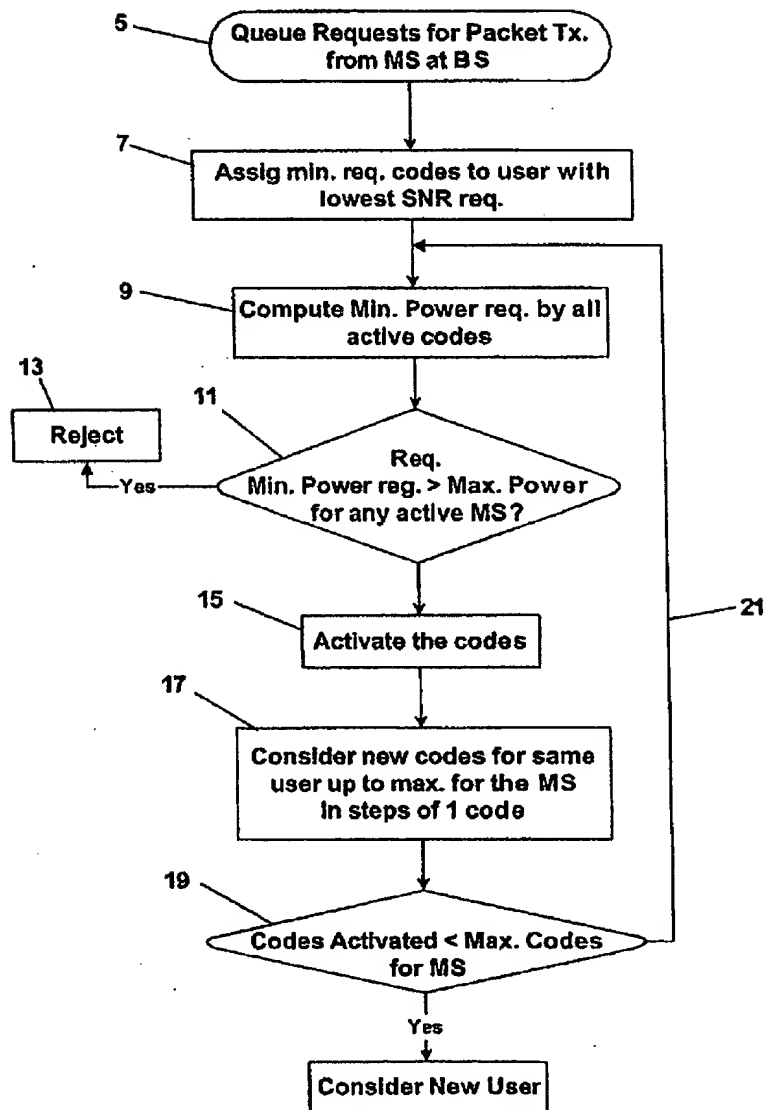 5
Queue Requests for Packet Tx.
from MS at BS
7
Assig min. req. codes to user with
lowest SNR req.
9
Compute Min. Power req. by all
active codes
13
Reject
11
Req.
Min. Power reg. > Max. Power
for any active MS?
Yes
15
Activate the codes
21
17
Consider new codes for same
user up to max. for the MS
in steps of 1 code
19
Codes Activated < Max. Codes
for MS
Yes
Consider New User